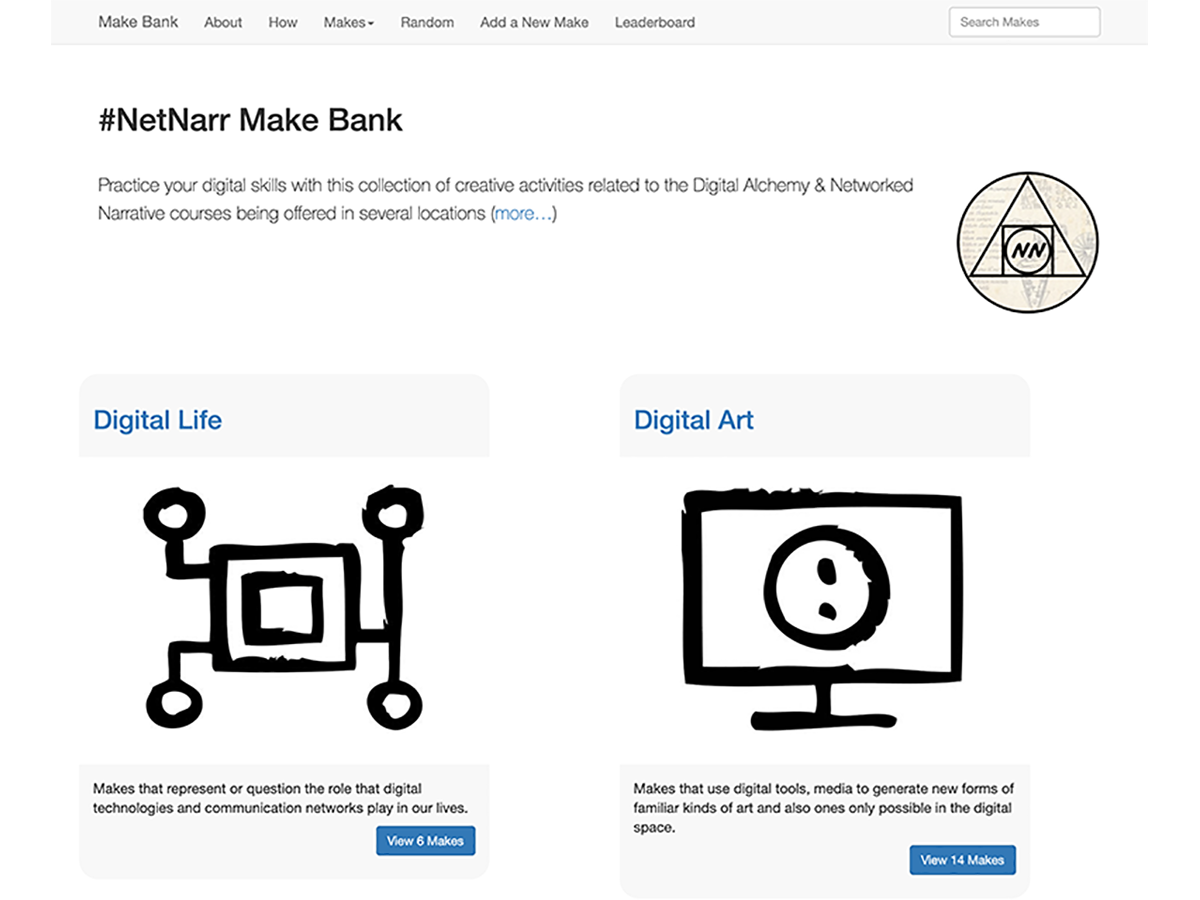 Make Bank About How Makes Random Add a New Make Leaderboard Search Makes
#NetNarr Make Bank
Practice your digital skills with this collection of creative activities related to the Digital Alchemy & Networked
Narrative courses being offered in several locations (more…)
NN
Digital Life
Makes that represent or question the role that digital
technologies and communication networks play in our lives.
View 6 Makes
Digital Art
Makes that use digital tools, media to generate new forms of
familiar kinds of art and also ones only possible in the digital
space.
View 14 Makes